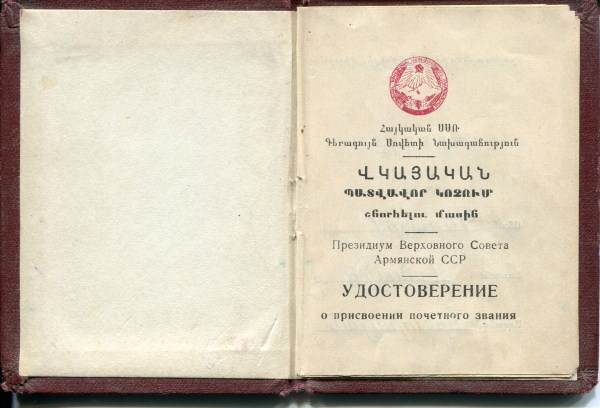 Հայկական ՍՍՌ
Գերագույն Սովետի Նախագահություն
ՎԿԱՅԱԿԱՆ
ՊԱՏՎԱՎՈՐ ԿՈՉՈՒՄ
շնորհելու մասին
Президиум Верховного Совета
Армянской ССР
УДОСТОВЕРЕНИЕ
о присвоении почетного звания